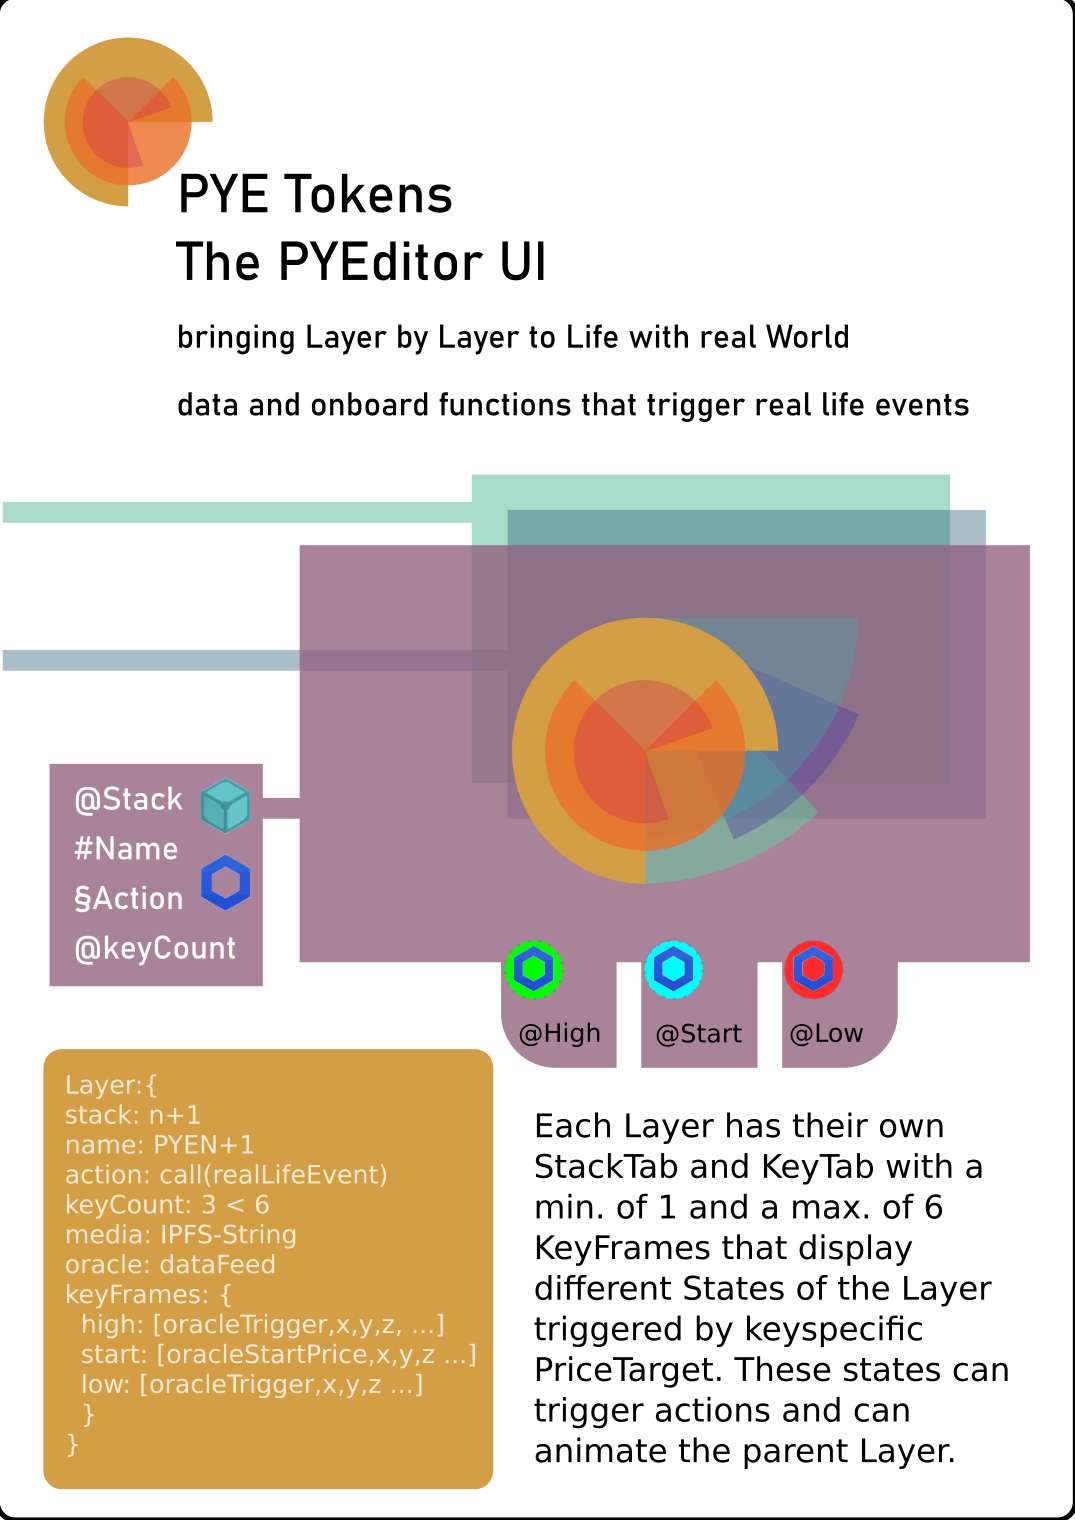 PYE Tokens
The PYEditor UI
bringing Layer by Layer to Life with real World
data and onboard functions that trigger real life events
@Stack
#Name
§Action
@keyCount
@High
@Start
@Low
Layer:{
stack: n+1
name: PYEN+1
action: call(realLifeEvent)
keyCount: 3 < 6
media: IPFS-String
oracle: dataFeed
keyFrames: {
high: [oracleTrigger,x,y,z, ...]
start: [oracleStartPrice,x,y,z ...]
low: [oracleTrigger,x,y,z ...]
}
}
Each Layer has their own
StackTab and KeyTab with a
min. of 1 and a max. of 6
KeyFrames that display
different States of the Layer
triggered by keyspecific
PriceTarget. These states can
trigger actions and can
animate the parent Layer.